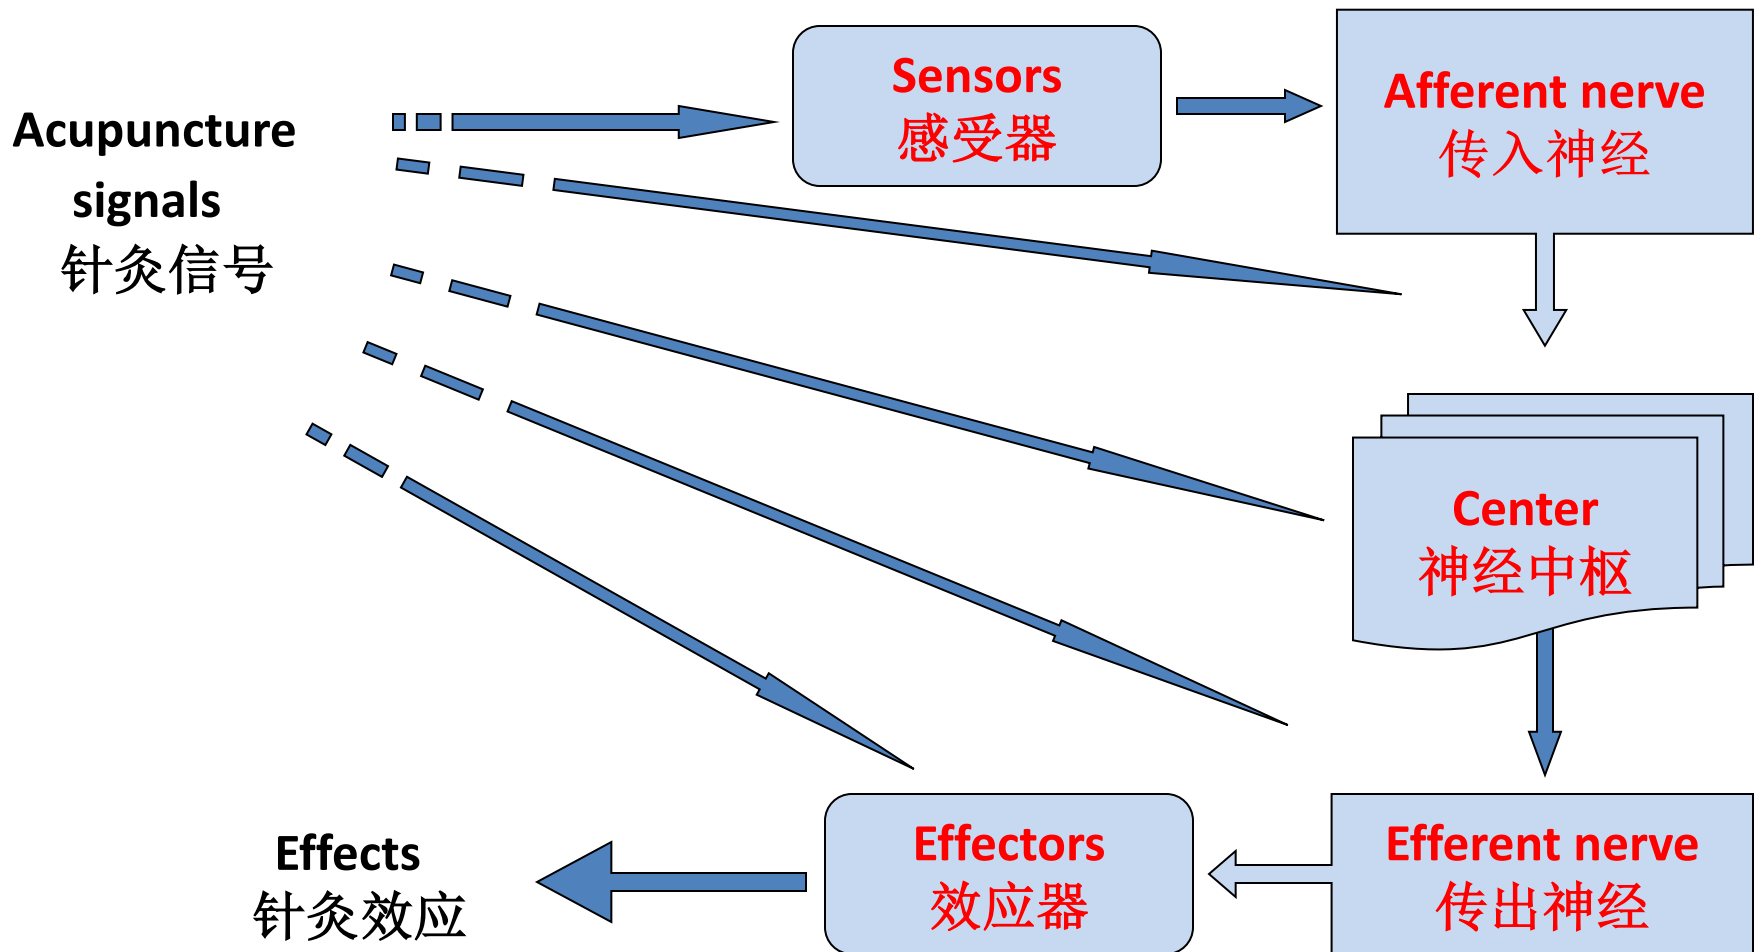 Acupuncture
signals
针灸信号
Sensors
感受器
Afferent nerve
传入神经
Center
神经中枢
Efferent nerve
传出神经
Effectors
效应器
Effects
针灸效应